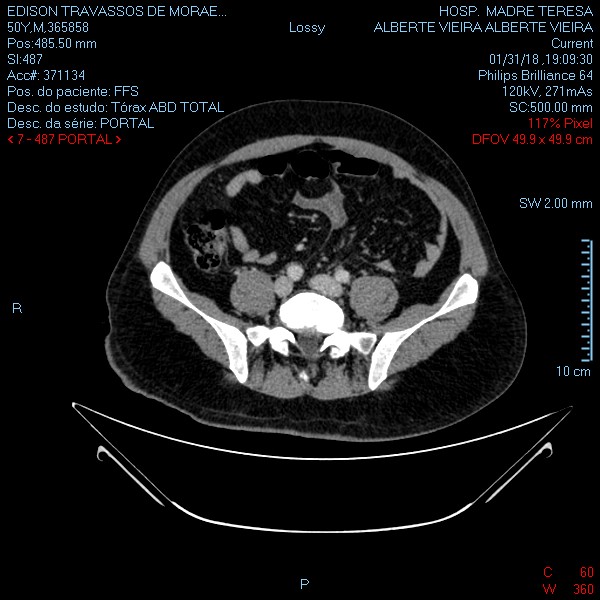 EDISON TRAVASSOS DE MORAE...
50Y,M,365858
Pos:485.50 mm
SI:487
Acc#: 371134
Pos. do paciente: FFS
Desc. do estudo: Tórax ABD TOTAL
Desc. da série: PORTAL
< 7 - 487 PORTAL >
Lossy
HOSP. MADRE TERESA
ALBERTE VIEIRA ALBERTE VIEIRA
Current
01/31/18 ,19:09:30
Philips Brilliance 64
120kV, 271mAs
SC:500.00 mm
117% Pixel
DFOV 49.9 x 49.9 cm
SW 2.00 mm
R
10 cm
P
C 60
W 360